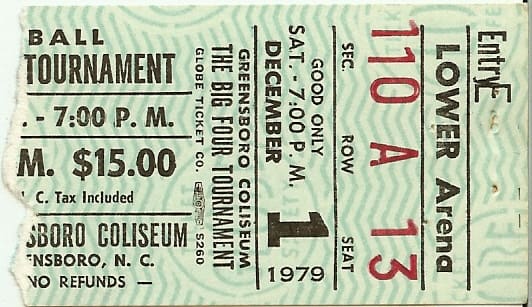 BALL
TOURNAMENT
. - 7:00 P. M.
M. $15.00
. C. Tax Included
SBORO COLISEUM
ENSBORO, N. C.
NO REFUNDS —
GLOBE TICKET CO. S260
THE BIG FOUR TOURNAMENT
GREENSBORO COLISEUM
DECEMBER 1 1979
SAT. - 7:00 P. M.
GOOD ONLY
SEC. ROW SEAT
110 A 13
LOWER Arena
Entry E